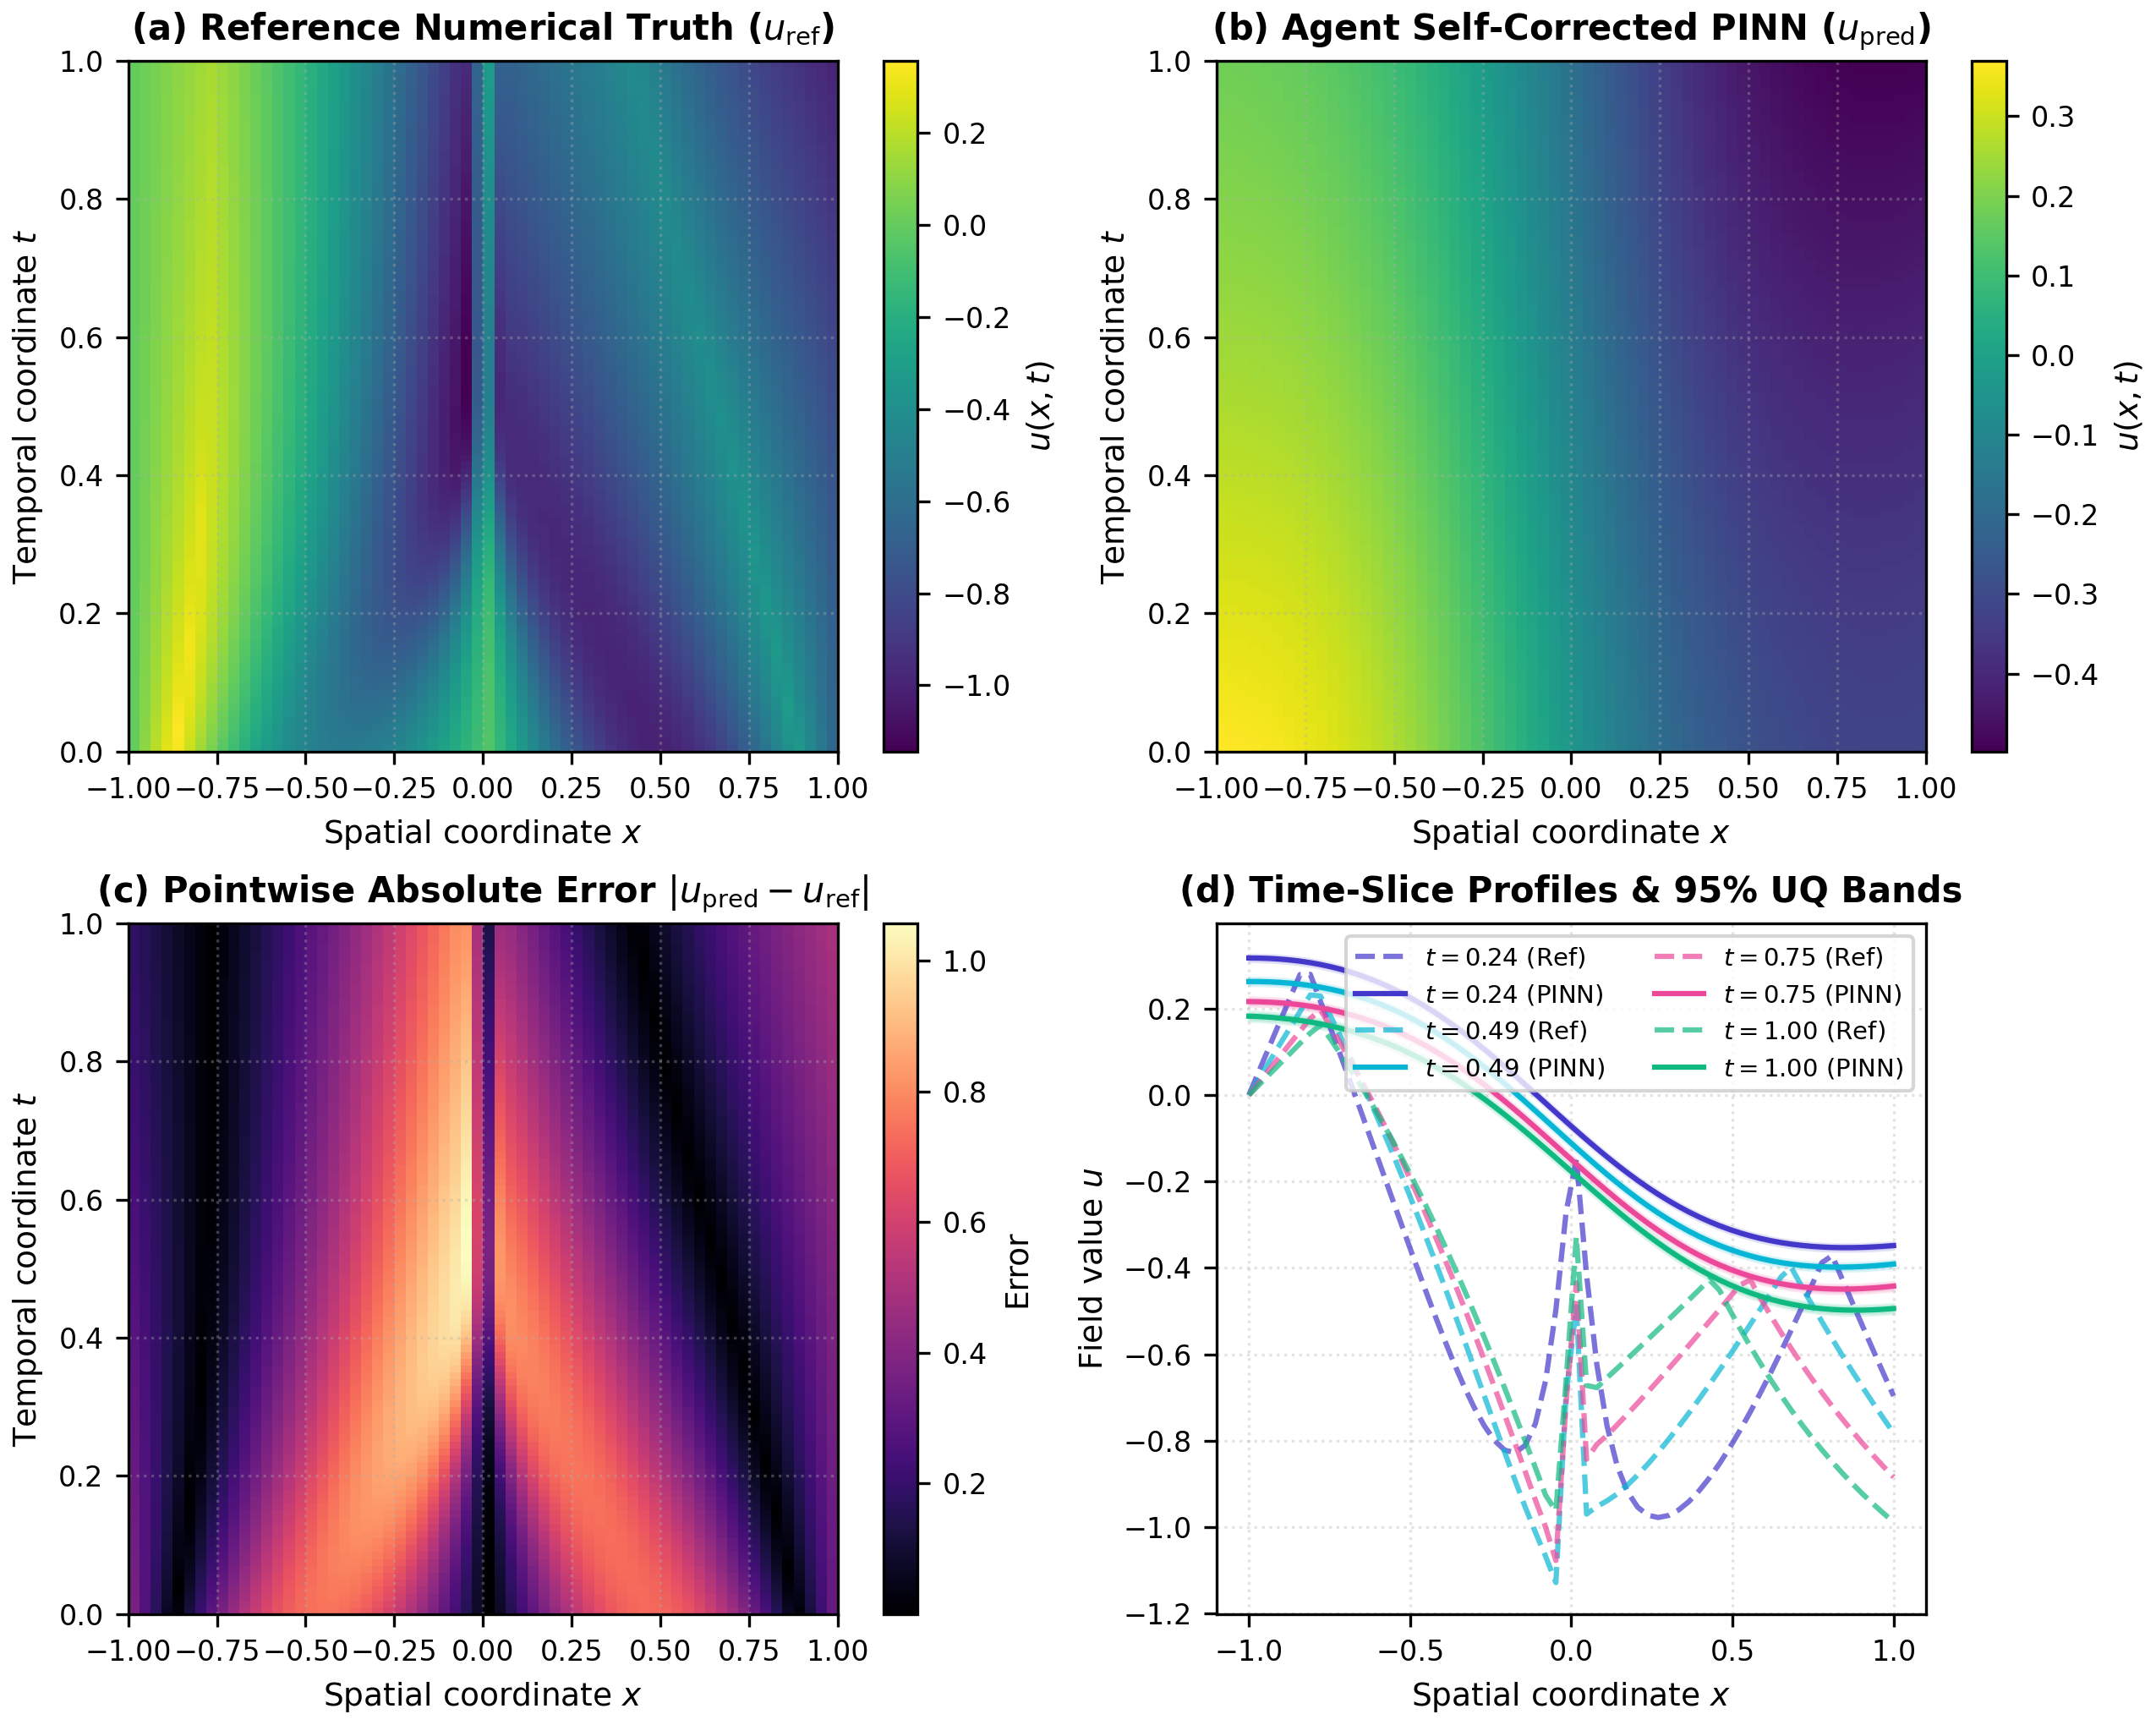 (a) Reference Numerical Truth (u_ref)
1.0
0.8
0.6
0.4
0.2
0.0
Temporal coordinate t
−1.00 −0.75 −0.50 −0.25 0.00 0.25 0.50 0.75 1.00
Spatial coordinate x
0.2
0.0
−0.2
−0.4
−0.6
−0.8
−1.0
u(x, t)
(b) Agent Self-Corrected PINN (u_pred)
1.0
0.8
0.6
0.4
0.2
0.0
Temporal coordinate t
−1.00 −0.75 −0.50 −0.25 0.00 0.25 0.50 0.75 1.00
Spatial coordinate x
0.3
0.2
0.1
0.0
−0.1
−0.2
−0.3
−0.4
u(x, t)
(c) Pointwise Absolute Error |u_pred − u_ref|
1.0
0.8
0.6
0.4
0.2
0.0
Temporal coordinate t
−1.00 −0.75 −0.50 −0.25 0.00 0.25 0.50 0.75 1.00
Spatial coordinate x
1.0
0.8
0.6
0.4
0.2
Error
(d) Time-Slice Profiles & 95% UQ Bands
t = 0.24 (Ref)
t = 0.24 (PINN)
t = 0.49 (Ref)
t = 0.49 (PINN)
t = 0.75 (Ref)
t = 0.75 (PINN)
t = 1.00 (Ref)
t = 1.00 (PINN)
0.2
0.0
−0.2
−0.4
−0.6
−0.8
−1.0
−1.2
Field value u
−1.0 −0.5 0.0 0.5 1.0
Spatial coordinate x